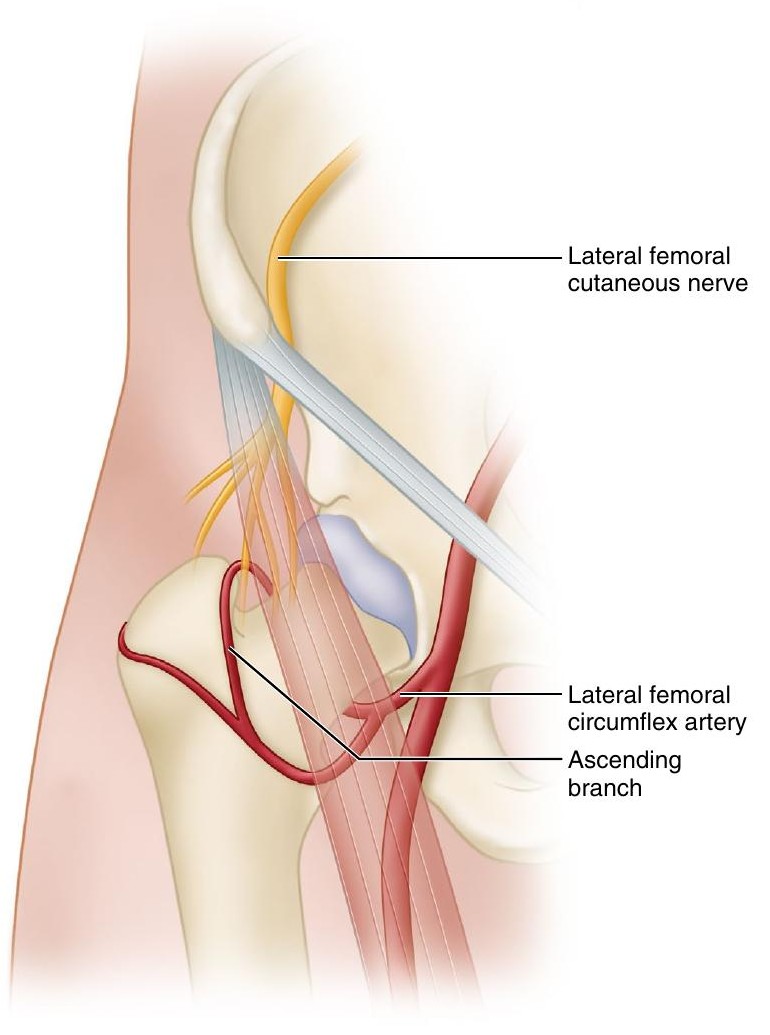 Lateral femoral
cutaneous nerve
Lateral femoral
circumflex artery
Ascending
branch